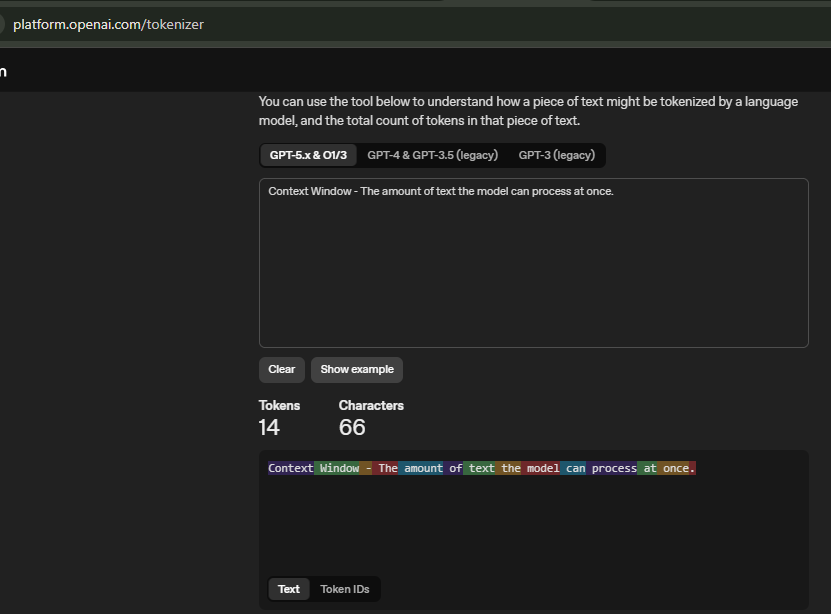 platform.openai.com/tokenizer
n
You can use the tool below to understand how a piece of text might be tokenized by a language
model, and the total count of tokens in that piece of text.
GPT-5.x & O1/3 GPT-4 & GPT-3.5 (legacy) GPT-3 (legacy)
Context Window - The amount of text the model can process at once.
Clear Show example
Tokens Characters
14 66
Context Window - The amount of text the model can process at once.
Text Token IDs